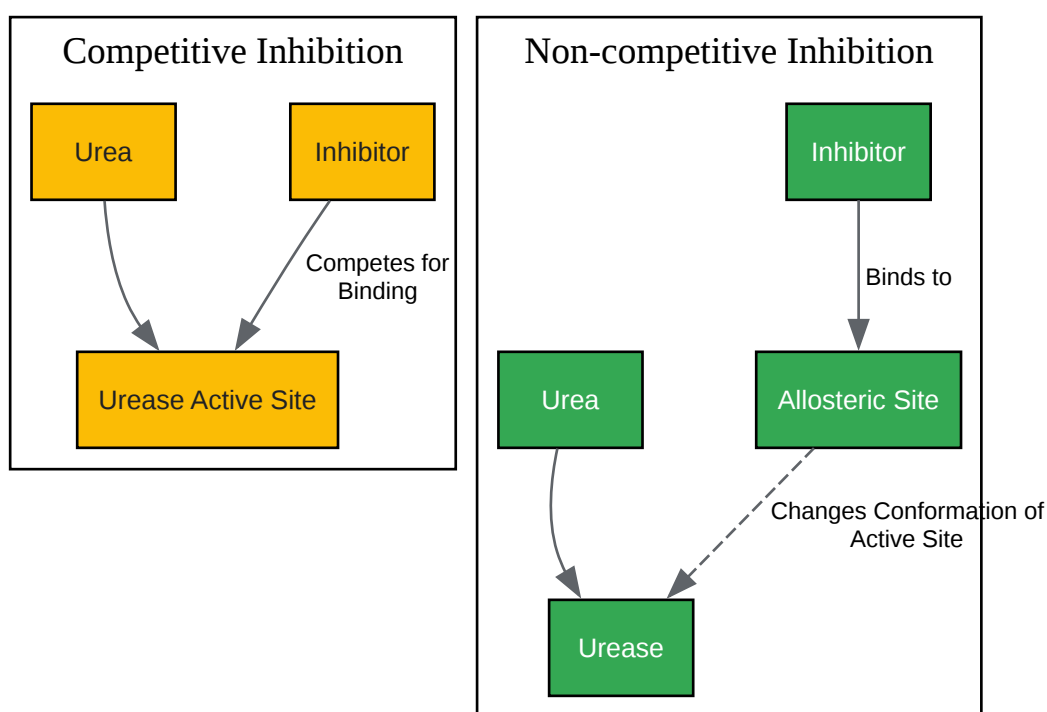 Competitive Inhibition
Urea
Inhibitor
Competes for
Binding
Urease Active Site
Non-competitive Inhibition
Inhibitor
Binds to
Urea
Allosteric Site
Changes Conformation of
Active Site
Urease